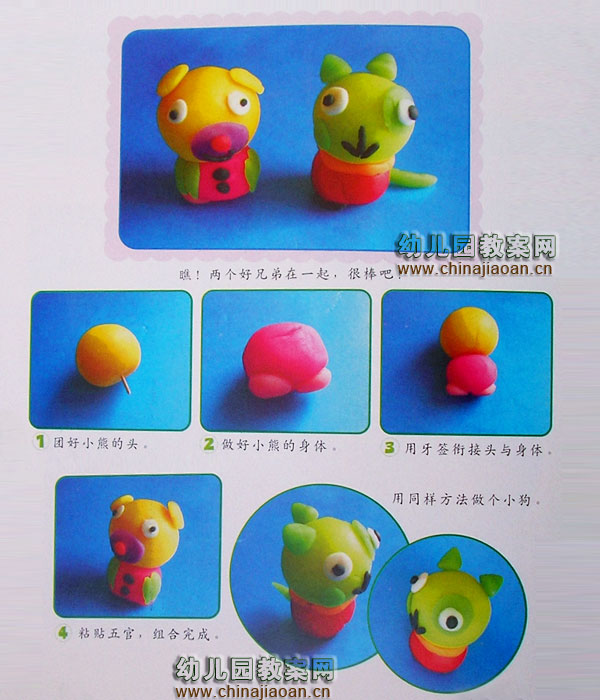 幼儿园教案网
www.chinajiaoan.cn
瞧！两个好兄弟在一起，很棒吧！
1 团好小熊的头。
2 做好小熊的身体。
3 用牙签衔接头与身体。
用同样方法做个小狗。
4 粘贴五官，组合完成。
幼儿园教案网
www.chinajiaoan.cn